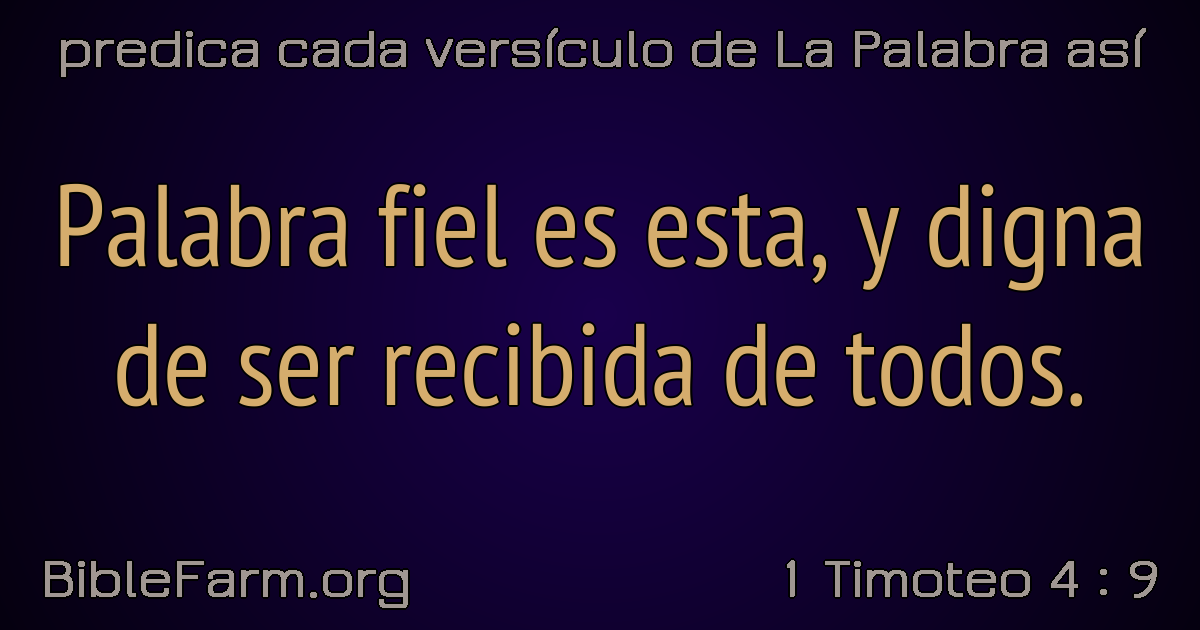 predica cada versículo de La Palabra así
Palabra fiel es esta, y digna
de ser recibida de todos.
BibleFarm.org
1 Timoteo 4 : 9